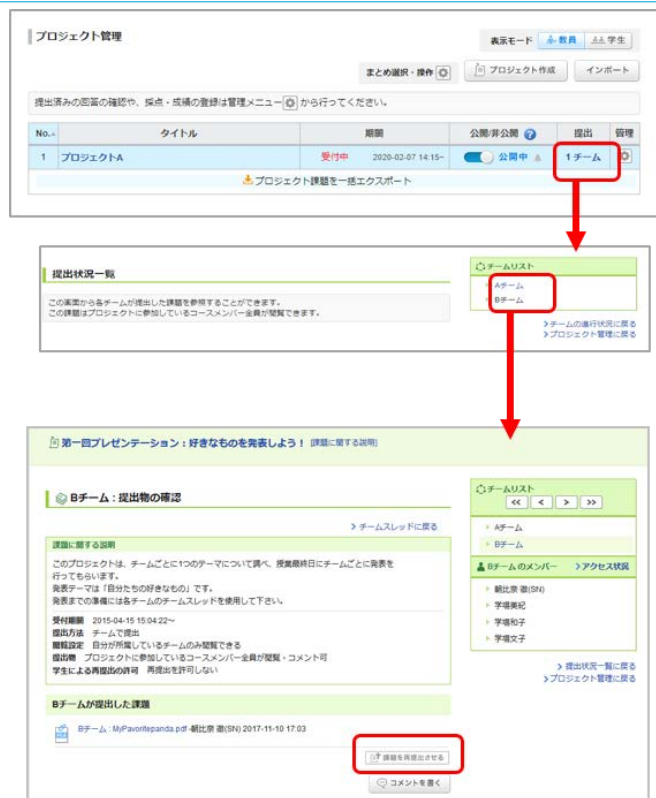 プロジェクト管理
表示モード 教員 学生
まとめ選択・操作 プロジェクト作成 インポート
提出済みの回答の確認や、採点・成績の登録は管理メニュー から行ってください。
No. タイトル 期間 公開/非公開 ? 提出 管理
1 プロジェクトA 受付中 2020-02-07 14:15~ 公開中 1 チーム
プロジェクト課題を一括エクスポート
提出状況一覧
この画面から各チームが提出した課題を参照することができます。
この課題はプロジェクトに参加しているコースメンバー全員が閲覧できます。
チームリスト
Aチーム
Bチーム
チームの進行状況に戻る
プロジェクト管理に戻る
第一回プレゼンテーション：好きなものを発表しよう！ [課題に関する説明]
Bチーム：提出物の確認
チームスレッドに戻る
課題に関する説明
このプロジェクトは、チームごとに1つのテーマについて調べ、授業最終日にチームごとに発表を
行ってもらいます。
発表テーマは「自分たちの好きなもの」です。
発表までの準備には各チームのチームスレッドを使用して下さい。
受付期間 2015-04-15 15:04:22~
提出方法 チームで提出
閲覧設定 自分が所属しているチームのみ閲覧できる
提出物 プロジェクトに参加しているコースメンバー全員が閲覧・コメント可
学生による再提出の許可 再提出を許可しない
Bチームが提出した課題
Bチーム : MyPavoritepanda.pdf -朝比奈 遊(SN) 2017-11-10 17:03
課題を再提出させる
コメントを書く
チームリスト
<< < > >>
Aチーム
Bチーム
Bチームのメンバー アクセス状況
朝比奈 遊(SN)
学場美紀
学場和子
学場文子
提出状況一覧に戻る
プロジェクト管理に戻る